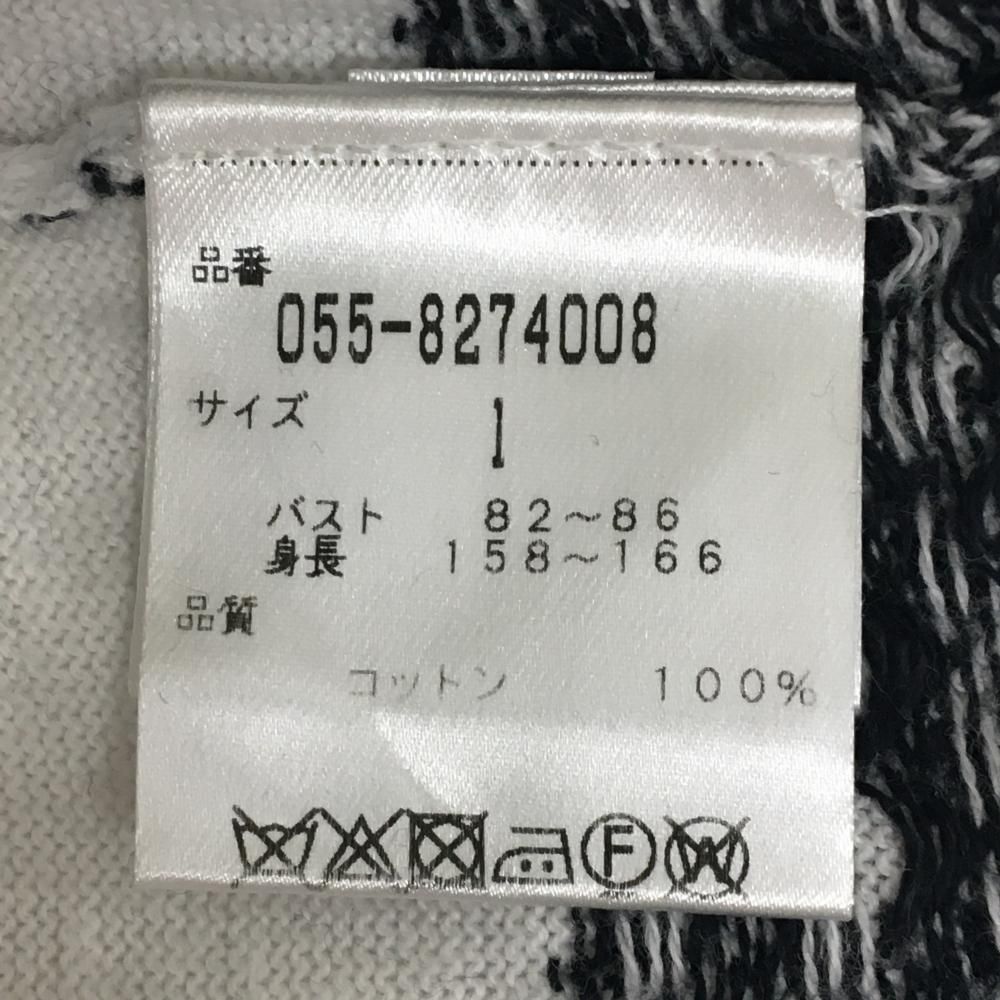 品番
055-8274008
サイズ 1
バスト 82~86
身長 158~166
品質
コットン 100%
F W